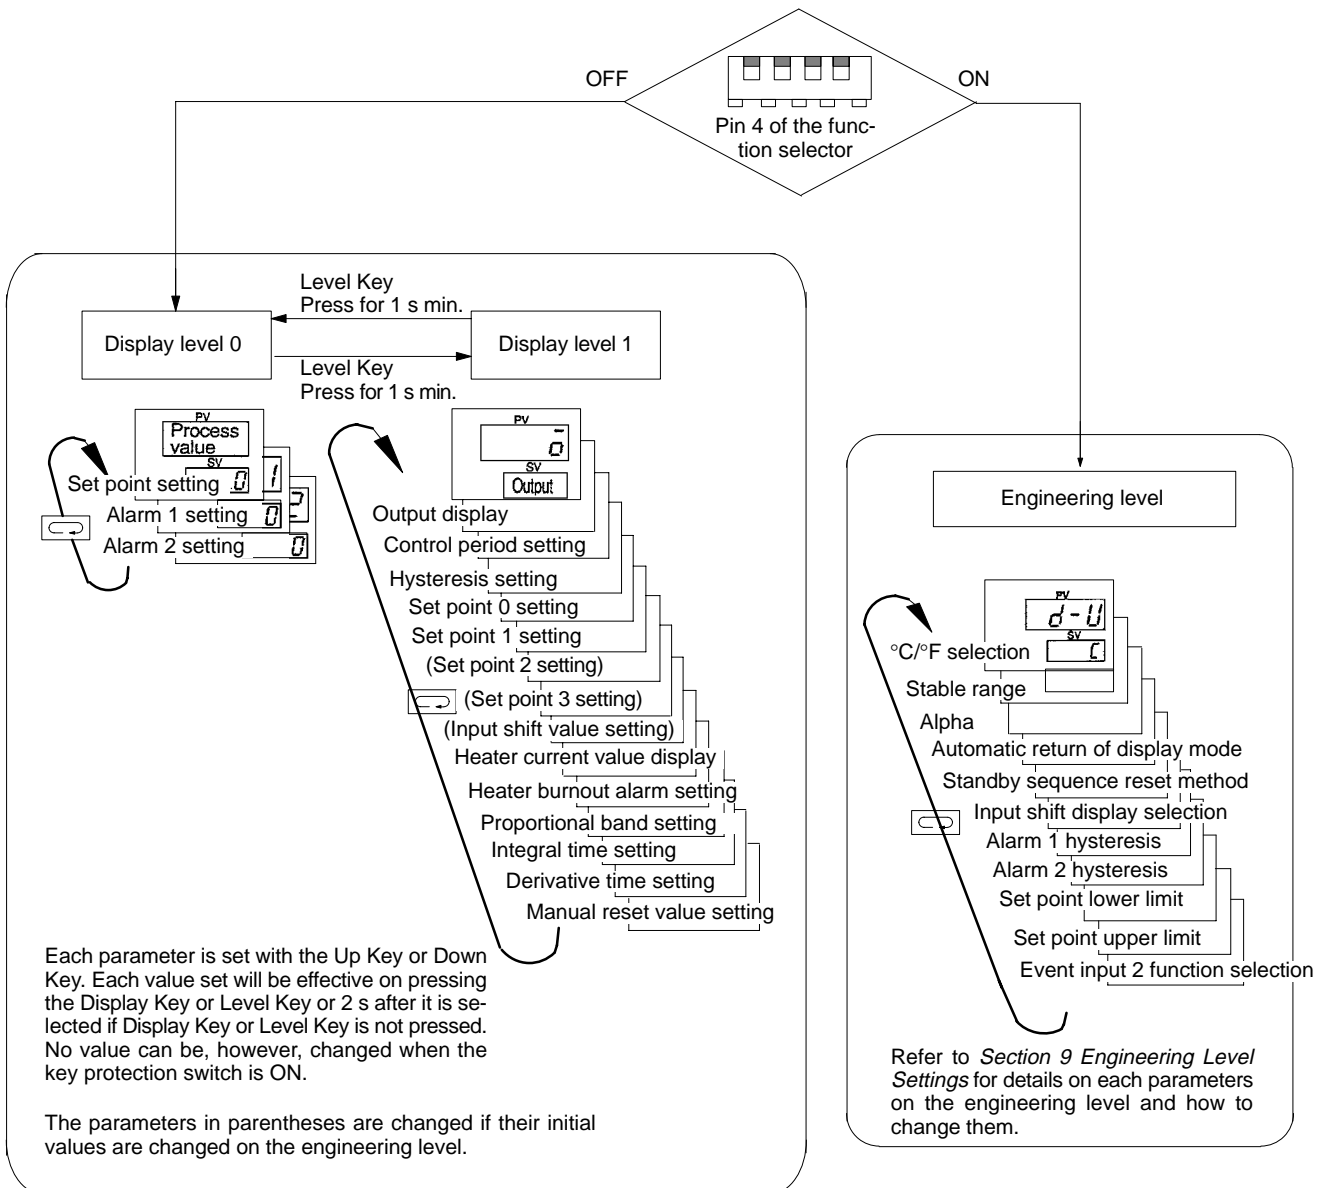 OFF
ON
Pin 4 of the func-
tion selector
Level Key
Press for 1 s min.
Display level 0
Display level 1
Level Key
Press for 1 s min.
PV
Process
value
SV
Set point setting 0 1
Alarm 1 setting 0 2
Alarm 2 setting 0
PV
o
SV
Output
Output display
Control period setting
Hysteresis setting
Set point 0 setting
Set point 1 setting
(Set point 2 setting)
(Set point 3 setting)
(Input shift value setting)
Heater current value display
Heater burnout alarm setting
Proportional band setting
Integral time setting
Derivative time setting
Manual reset value setting
Each parameter is set with the Up Key or Down
Key. Each value set will be effective on pressing
the Display Key or Level Key or 2 s after it is se-
lected if Display Key or Level Key is not pressed.
No value can be, however, changed when the
key protection switch is ON.
The parameters in parentheses are changed if their initial
values are changed on the engineering level.
Engineering level
PV
d-U
SV
°C/°F selection C
Stable range
Alpha
Automatic return of display mode
Standby sequence reset method
Input shift display selection
Alarm 1 hysteresis
Alarm 2 hysteresis
Set point lower limit
Set point upper limit
Event input 2 function selection
Refer to Section 9 Engineering Level
Settings for details on each parameters
on the engineering level and how to
change them.